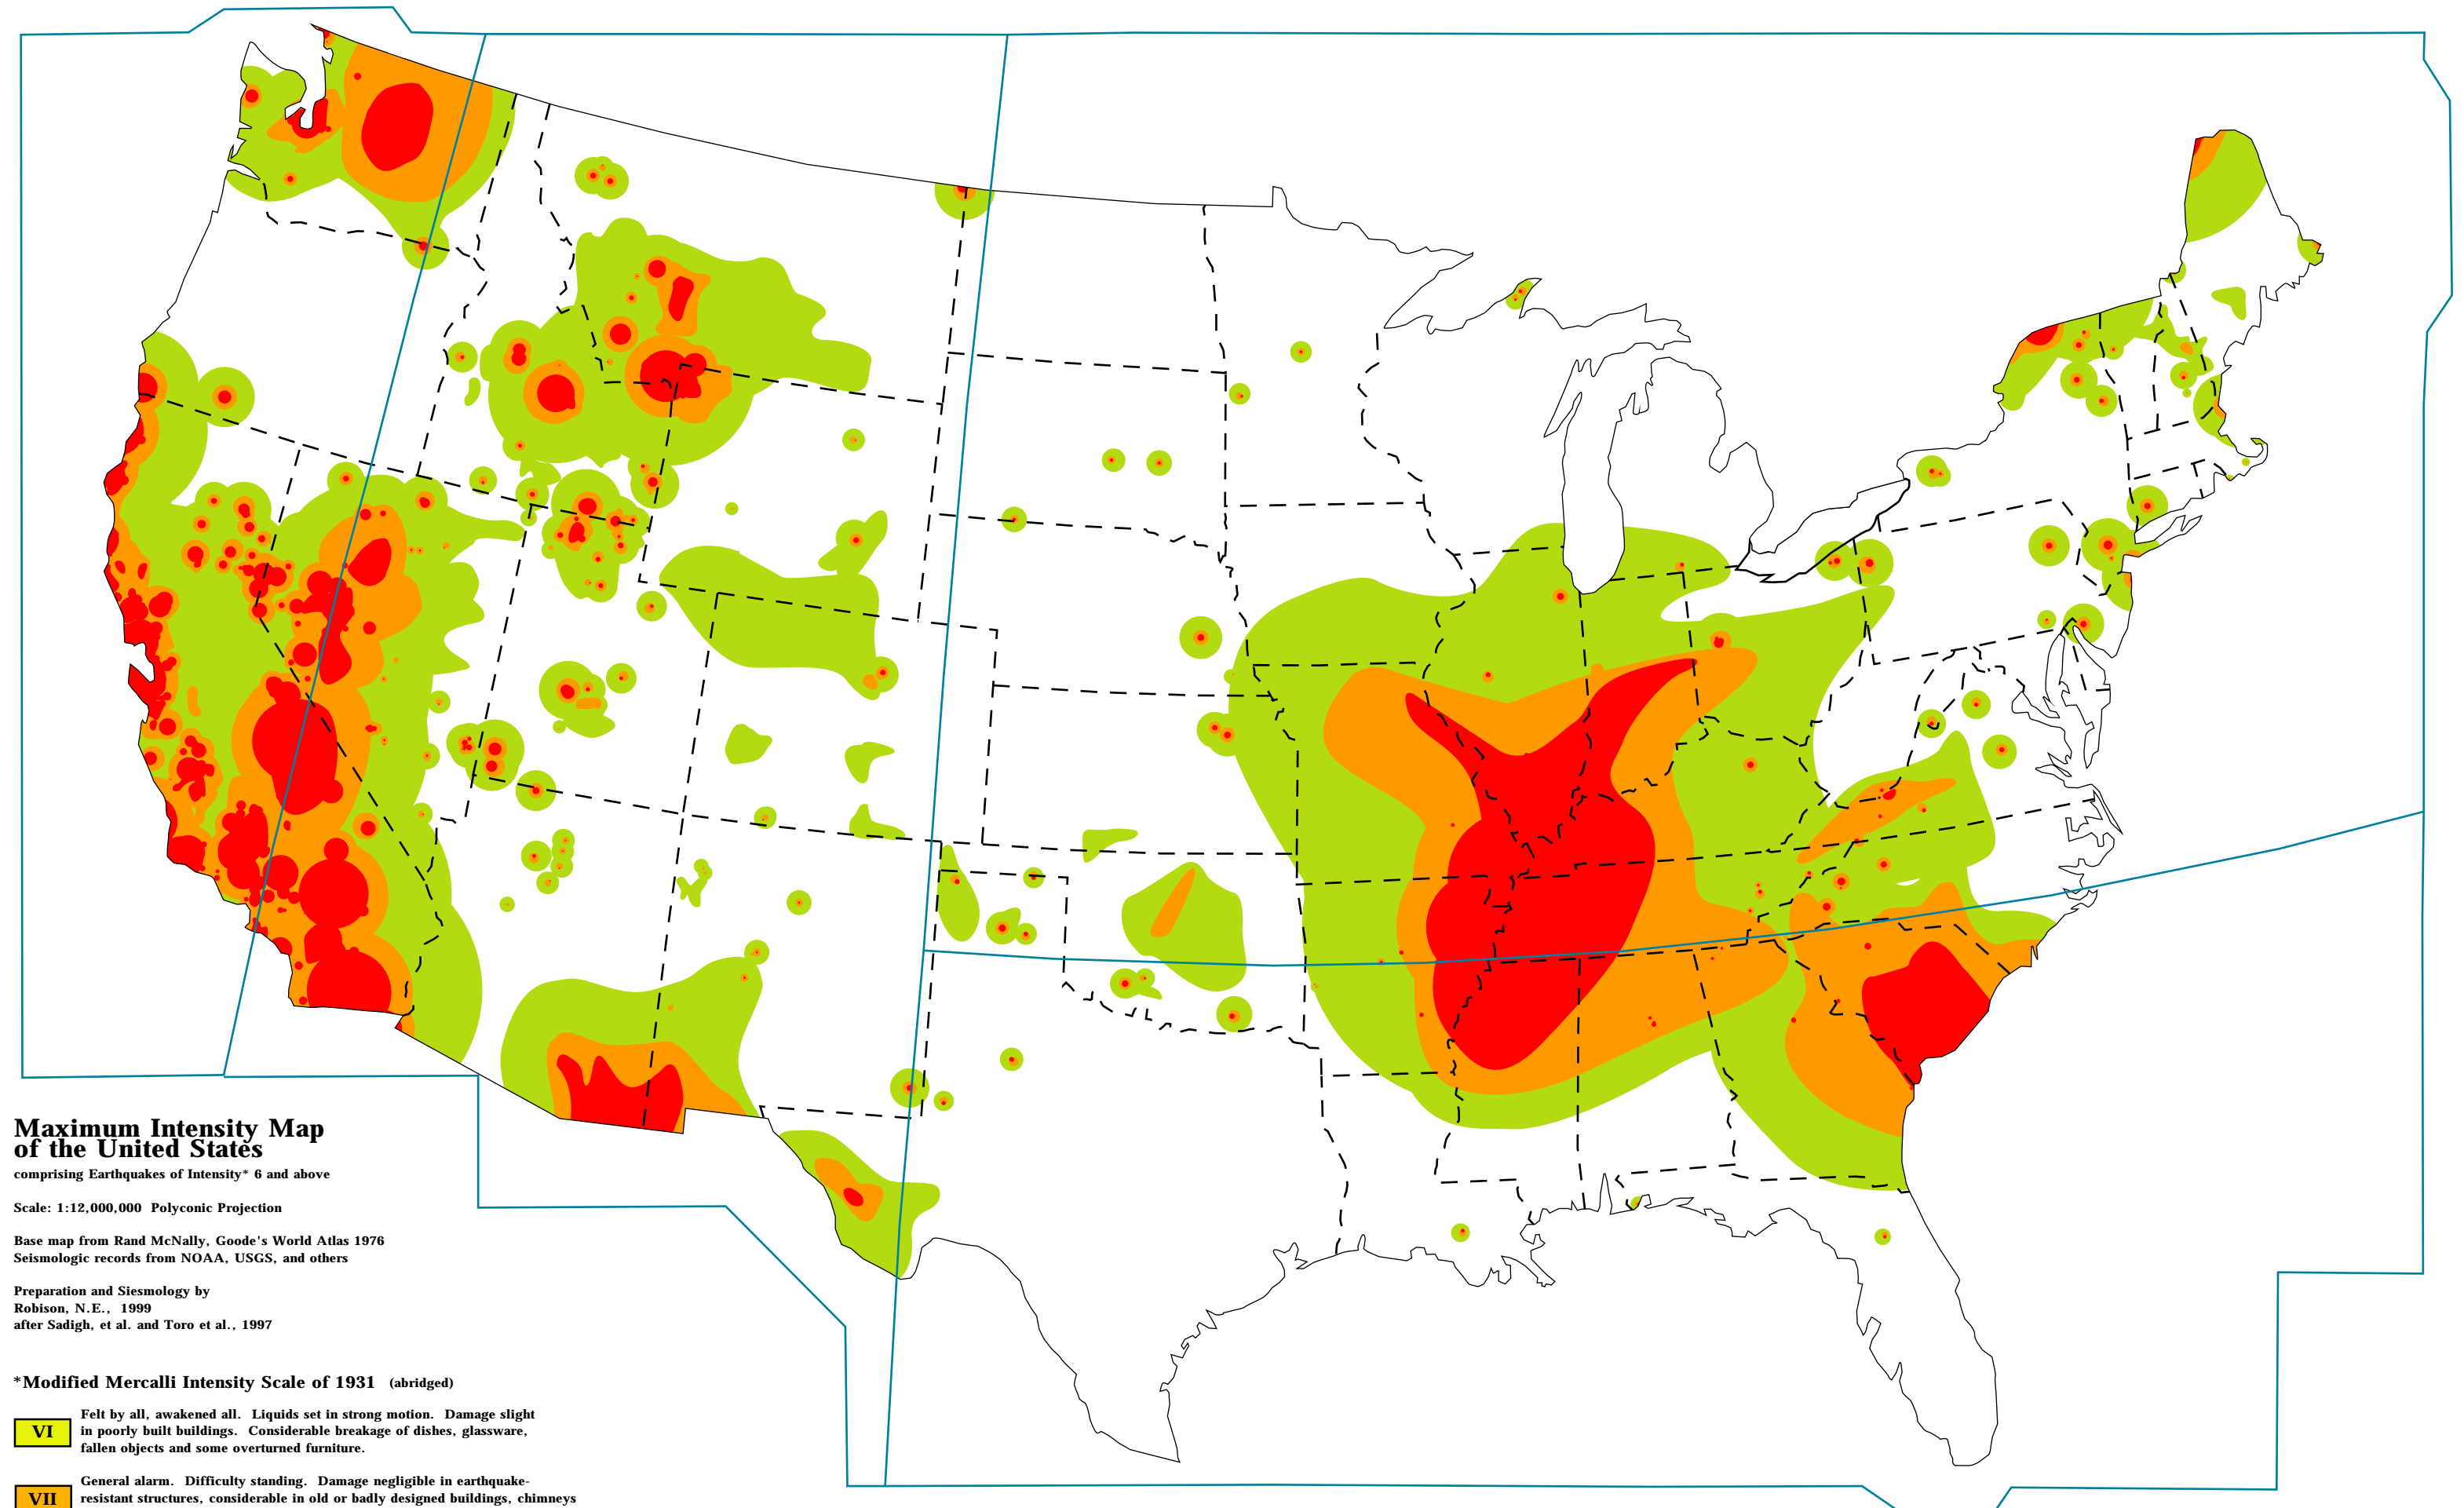 Maximum Intensity Map
of the United States
comprising Earthquakes of Intensity* 6 and above
Scale: 1:12,000,000 Polyconic Projection
Base map from Rand McNally, Goode's World Atlas 1976
Seismologic records from NOAA, USGS, and others
Preparation and Siesmology by
Robison, N.E., 1999
after Sadigh, et al. and Toro et al., 1997
*Modified Mercalli Intensity Scale of 1931 (abridged)
VI
Felt by all, awakened all. Liquids set in strong motion. Damage slight
in poorly built buildings. Considerable breakage of dishes, glassware,
fallen objects and some overturned furniture.
VII
General alarm. Difficulty standing. Damage negligible in earthquake-
resistant structures, considerable in old or badly designed buildings, chimneys